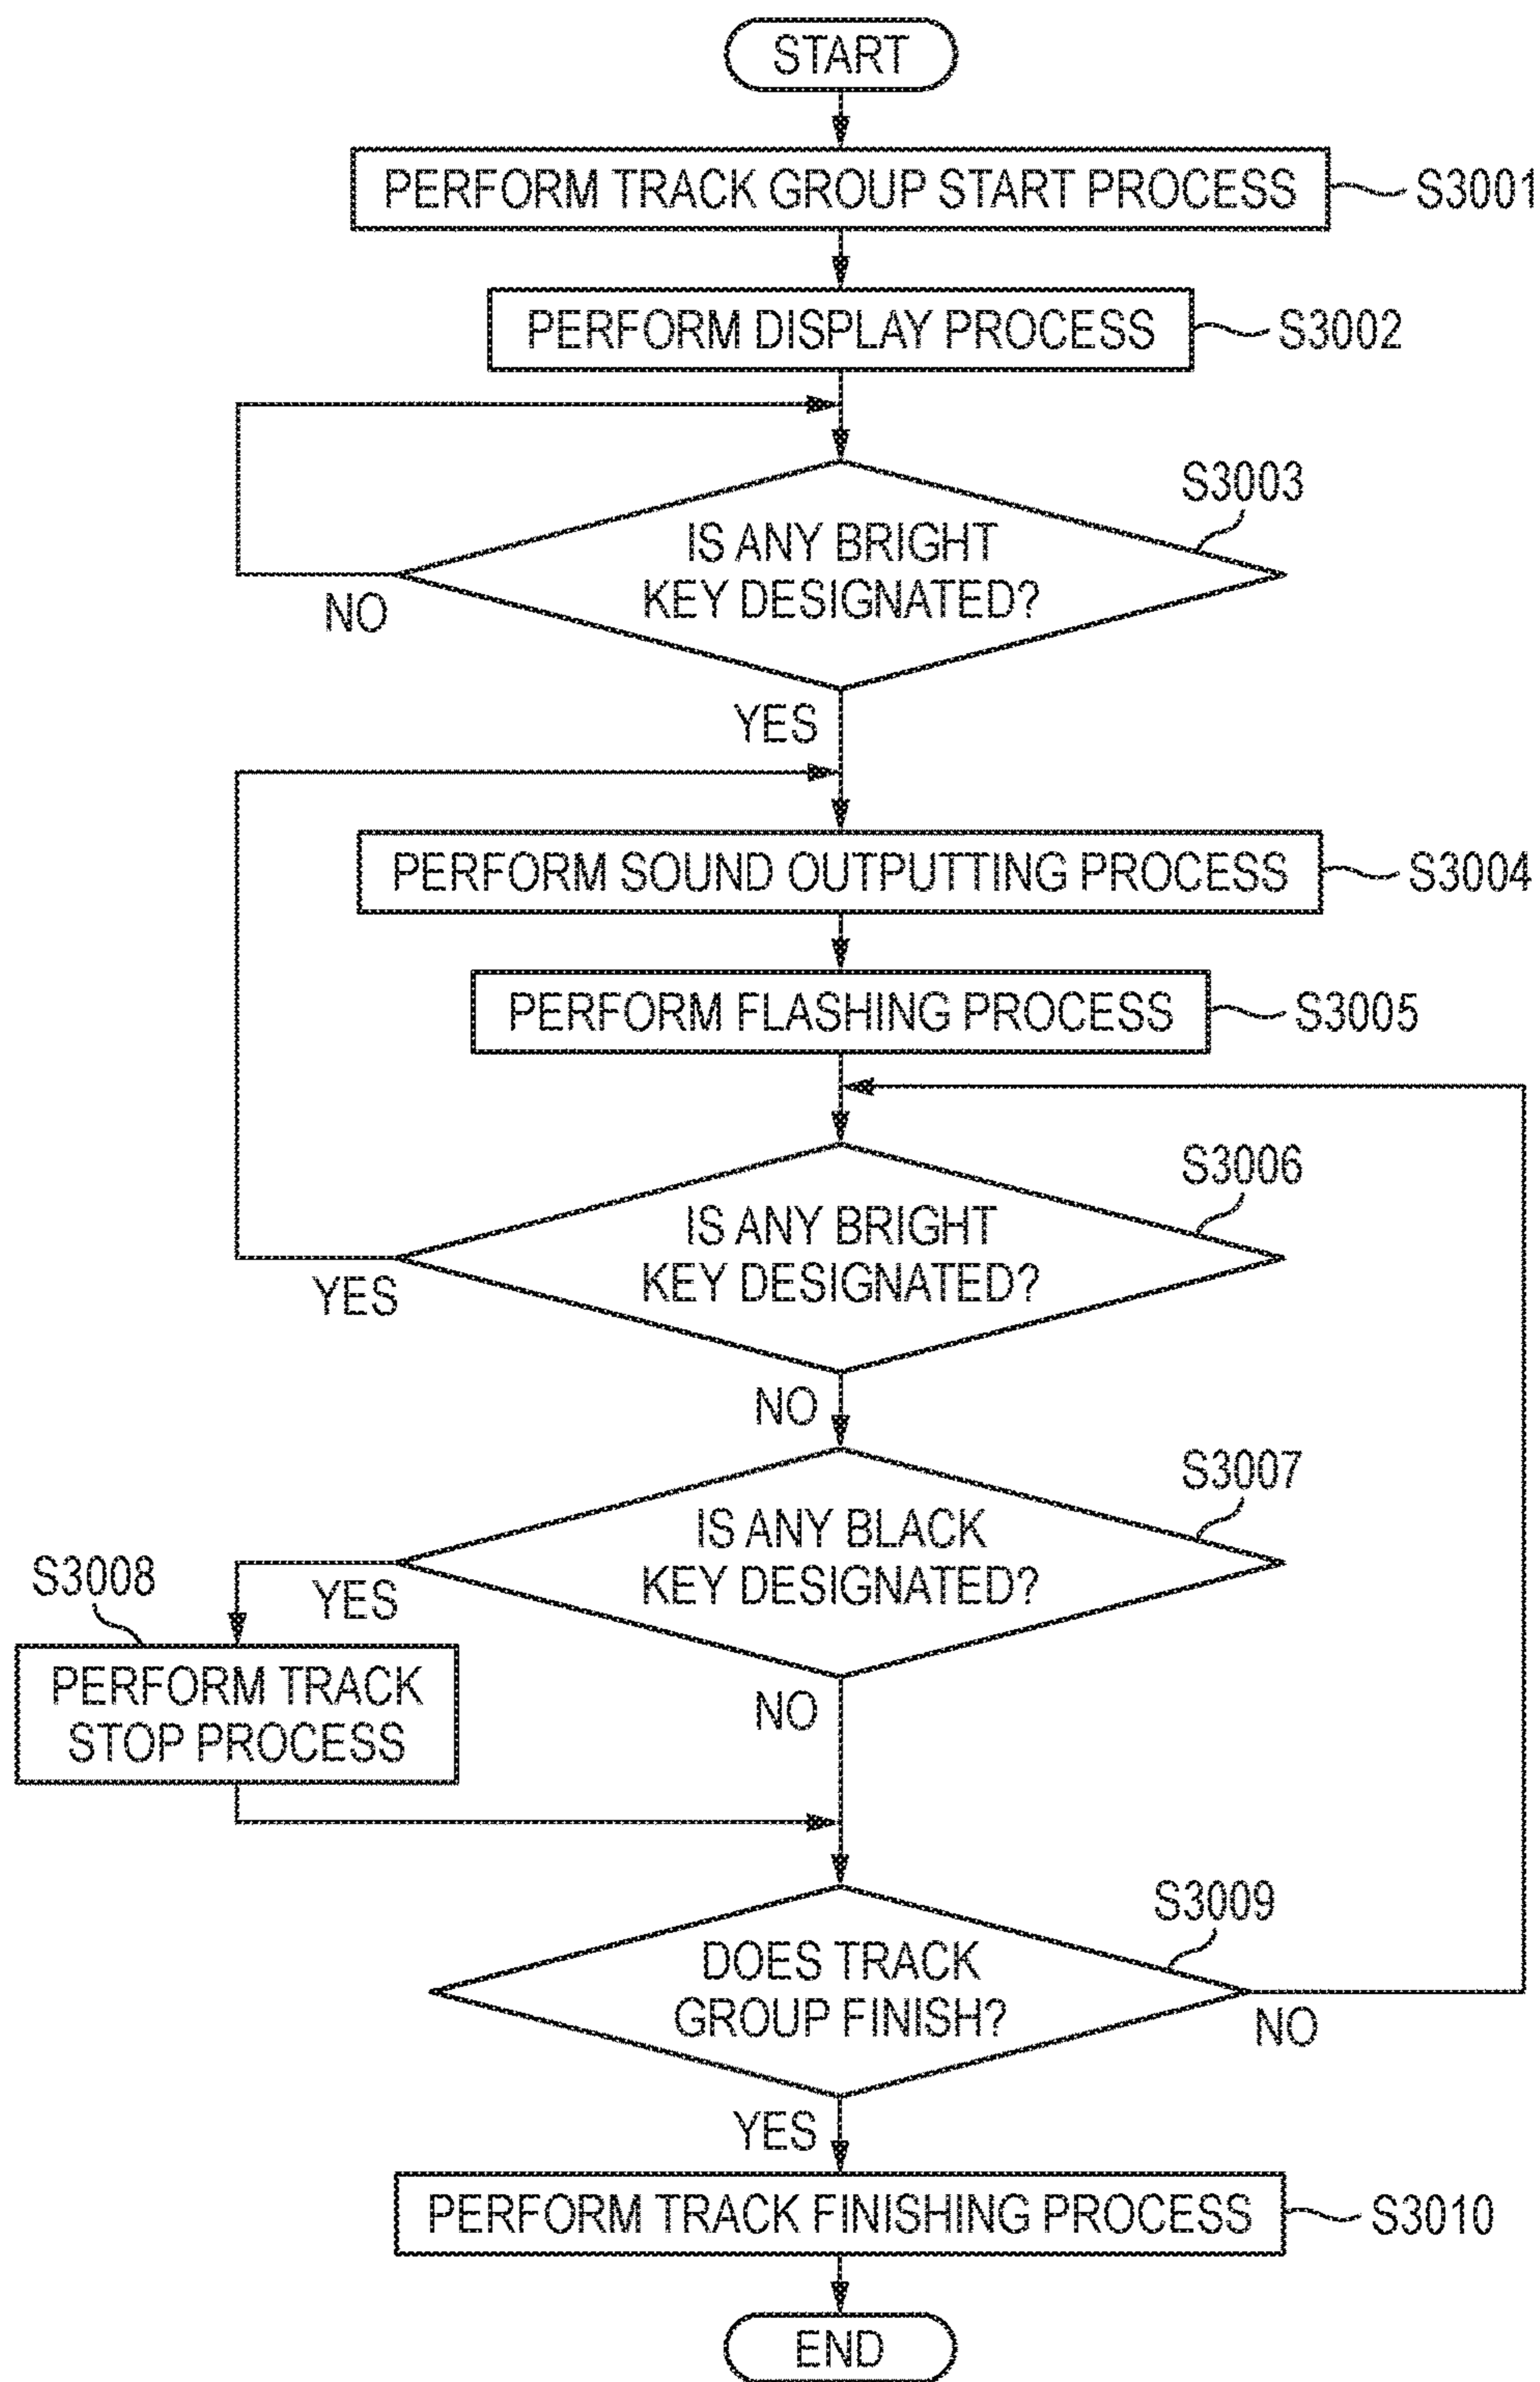 START
PERFORM TRACK GROUP START PROCESS
S3001
PERFORM DISPLAY PROCESS
S3002
S3003
IS ANY BRIGHT
KEY DESIGNATED?
NO
YES
PERFORM SOUND OUTPUTTING PROCESS
S3004
PERFORM FLASHING PROCESS
S3005
S3006
IS ANY BRIGHT
KEY DESIGNATED?
YES
NO
S3007
IS ANY BLACK
KEY DESIGNATED?
YES
S3008
PERFORM TRACK
STOP PROCESS
NO
S3009
DOES TRACK
GROUP FINISH?
NO
YES
PERFORM TRACK FINISHING PROCESS
S3010
END